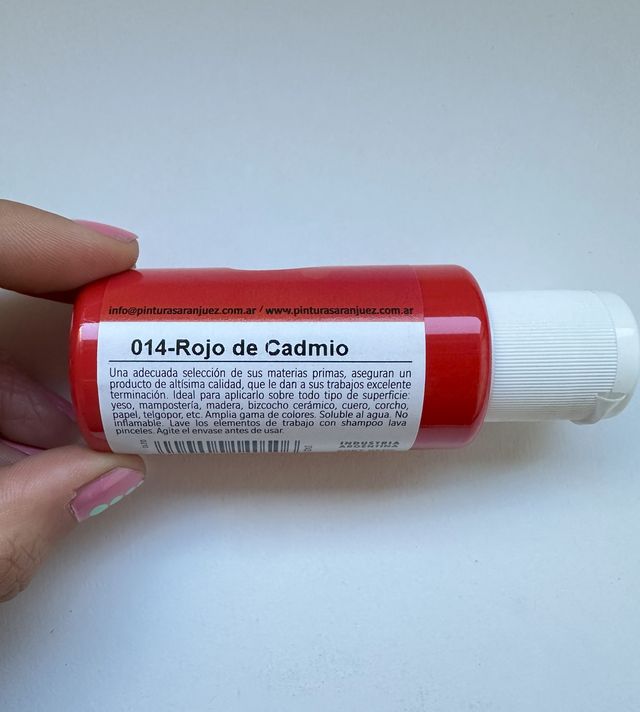 info@pinturasaranjuez.com.ar / www.pinturasaranjuez.com.ar
014-Rojo de Cadmio
Una adecuada selección de sus materias primas, aseguran un
producto de altísima calidad, que le dan a sus trabajos excelente
terminación. Ideal para aplicarlo sobre todo tipo de superficie:
yeso, mampostería, madera, bizcocho cerámico, cuero, corcho,
papel, telgopor, etc. Amplia gama de colores. Soluble al agua. No
inflamable. Lave los elementos de trabajo con shampoo lava
pinceles. Agite el envase antes de usar.
INDUSTRIA
ARGENTINA